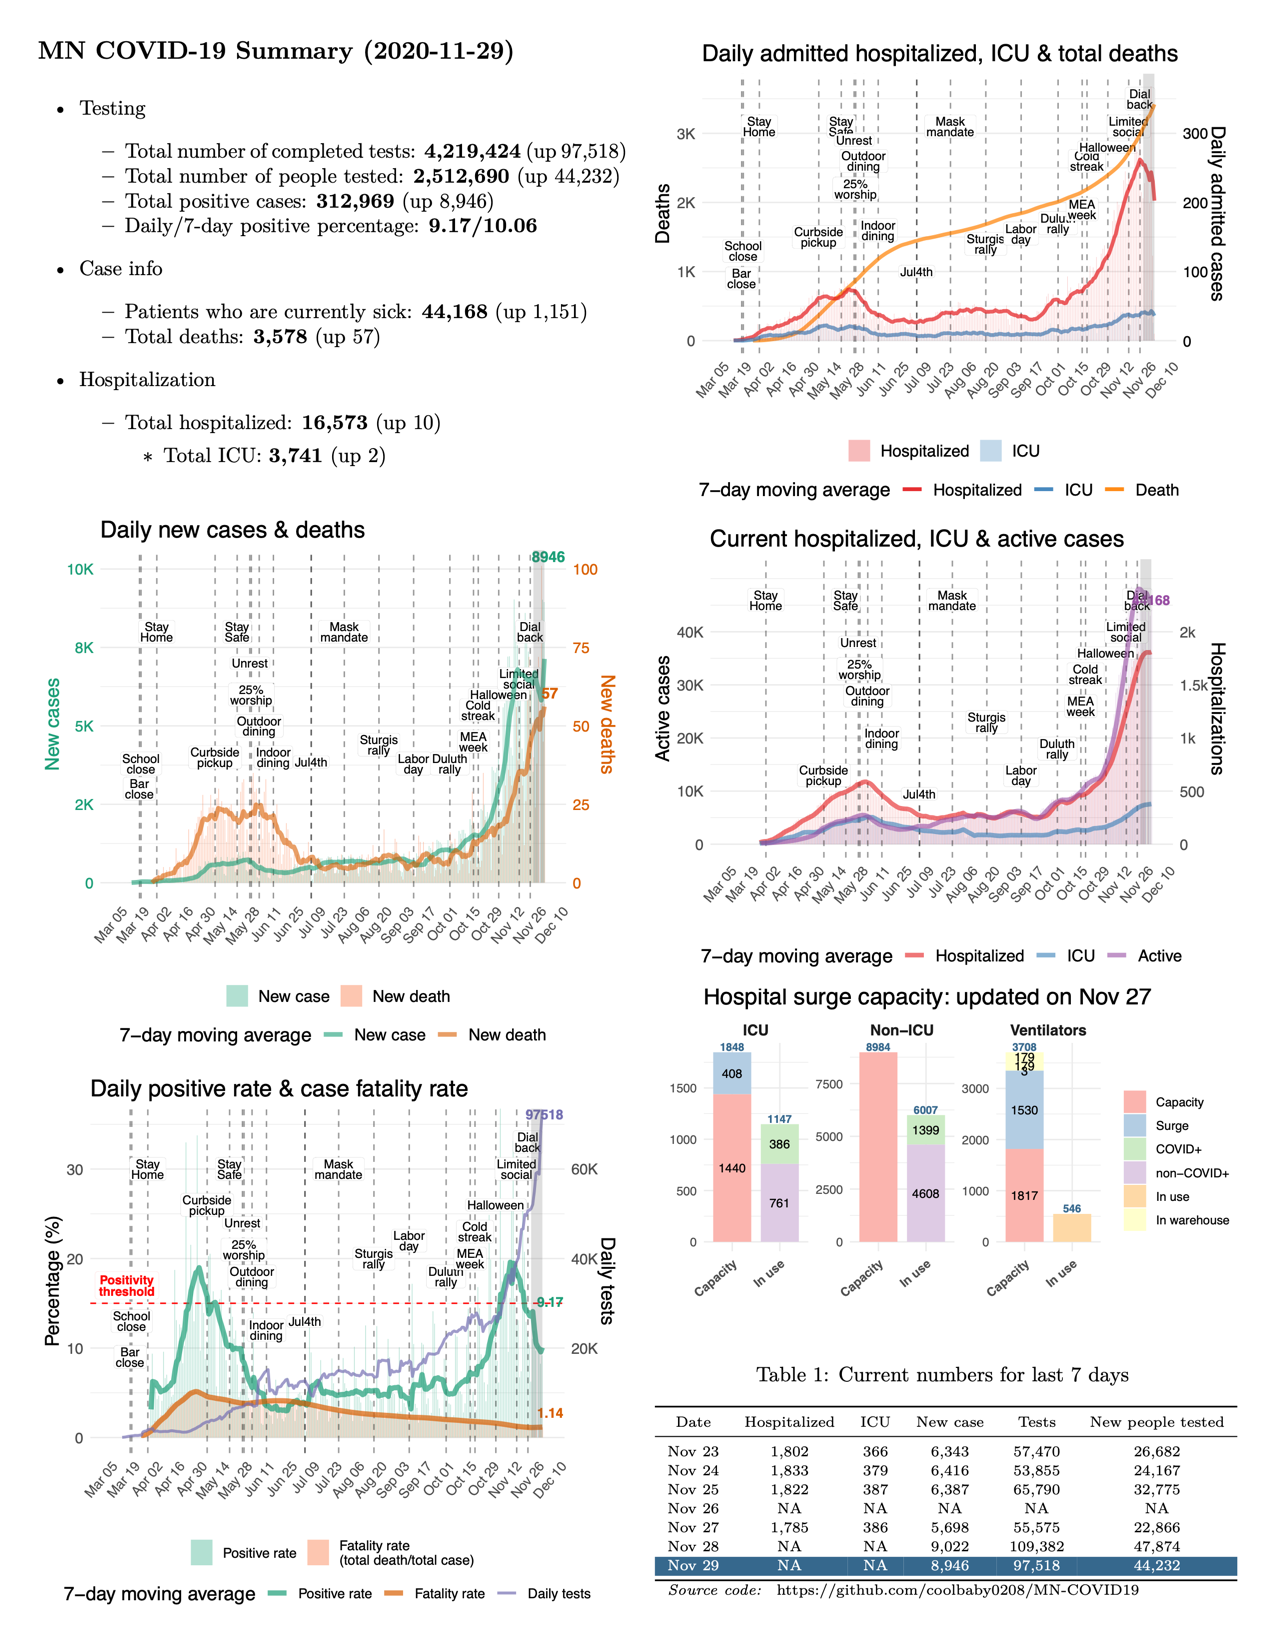 MN COVID-19 Summary (2020-11-29)
• Testing
– Total number of completed tests: 4,219,424 (up 97,518)
– Total number of people tested: 2,512,690 (up 44,232)
– Total positive cases: 312,969 (up 8,946)
– Daily/7-day positive percentage: 9.17/10.06
• Case info
– Patients who are currently sick: 44,168 (up 1,151)
– Total deaths: 3,578 (up 57)
• Hospitalization
– Total hospitalized: 16,573 (up 10)
∗ Total ICU: 3,741 (up 2)
Daily new cases & deaths
New cases
New deaths
10K
8K
5K
2K
0
100
75
50
25
0
8946
57
Stay
Home
Stay
Safe
Mask
mandate
Dial
back
Unrest
25%
worship
Outdoor
dining
Limited
social
Halloween
Cold
streak
MEA
week
School
close
Bar
close
Curbside
pickup
Indoor
dining
Jul4th
Sturgis
rally
Labor
day
Duluth
rally
Mar 05
Mar 19
Apr 02
Apr 16
Apr 30
May 14
May 28
Jun 11
Jun 25
Jul 09
Jul 23
Aug 06
Aug 20
Sep 03
Sep 17
Oct 01
Oct 15
Oct 29
Nov 12
Nov 26
Dec 10
New case New death
7−day moving average New case New death
Daily positive rate & case fatality rate
Percentage (%)
Daily tests
30
20
10
0
60K
40K
20K
97518
9.17
1.14
Positivity
threshold
Stay
Home
Stay
Safe
Mask
mandate
Dial
back
Limited
social
Curbside
pickup
Halloween
Unrest
25%
worship
Outdoor
dining
Cold
streak
Labor
day
MEA
week
Sturgis
rally
Duluth
rally
School
close
Bar
close
Indoor
dining
Jul4th
Mar 05
Mar 19
Apr 02
Apr 16
Apr 30
May 14
May 28
Jun 11
Jun 25
Jul 09
Jul 23
Aug 06
Aug 20
Sep 03
Sep 17
Oct 01
Oct 15
Oct 29
Nov 12
Nov 26
Dec 10
Positive rate Fatality rate
(total death/total case)
7−day moving average Positive rate Fatality rate Daily tests
Daily admitted hospitalized, ICU & total deaths
Deaths
Daily admitted cases
3K
2K
1K
0
300
200
100
0
Dial
back
Stay
Home
Stay
Safe
Mask
mandate
Limited
social
Unrest
Halloween
Outdoor
dining
Cold
streak
25%
worship
MEA
week
Duluth
rally
Curbside
pickup
Indoor
dining
Labor
day
Sturgis
rally
School
close
Bar
close
Jul4th
Mar 05
Mar 19
Apr 02
Apr 16
Apr 30
May 14
May 28
Jun 11
Jun 25
Jul 09
Jul 23
Aug 06
Aug 20
Sep 03
Sep 17
Oct 01
Oct 15
Oct 29
Nov 12
Nov 26
Dec 10
Hospitalized ICU
7−day moving average Hospitalized ICU Death
Current hospitalized, ICU & active cases
Active cases
Hospitalizations
40K
30K
20K
10K
0
2k
1.5k
1k
500
0
168
Stay
Home
Stay
Safe
Mask
mandate
Dial
back
Limited
social
Unrest
Halloween
25%
worship
Cold
streak
Outdoor
dining
MEA
week
Sturgis
rally
Indoor
dining
Duluth
rally
Curbside
pickup
Labor
day
Jul4th
Mar 05
Mar 19
Apr 02
Apr 16
Apr 30
May 14
May 28
Jun 11
Jun 25
Jul 09
Jul 23
Aug 06
Aug 20
Sep 03
Sep 17
Oct 01
Oct 15
Oct 29
Nov 12
Nov 26
Dec 10
7−day moving average Hospitalized ICU Active
Hospital surge capacity: updated on Nov 27
ICU
1848
408
1440
1147
386
761
1500
1000
500
0
Capacity
In use
Non−ICU
8984
6007
1399
4608
7500
5000
2500
0
Capacity
In use
Ventilators
3708
179
179
3
1530
1817
546
3000
2000
1000
0
Capacity
In use
Capacity
Surge
COVID+
non−COVID+
In use
In warehouse
Table 1: Current numbers for last 7 days
Date Hospitalized ICU New case Tests New people tested
Nov 23 1,802 366 6,343 57,470 26,682
Nov 24 1,833 379 6,416 53,855 24,167
Nov 25 1,822 387 6,387 65,790 32,775
Nov 26 NA NA NA NA NA
Nov 27 1,785 386 5,698 55,575 22,866
Nov 28 NA NA 9,022 109,382 47,874
Nov 29 NA NA 8,946 97,518 44,232
Source code: https://github.com/coolbaby0208/MN-COVID19